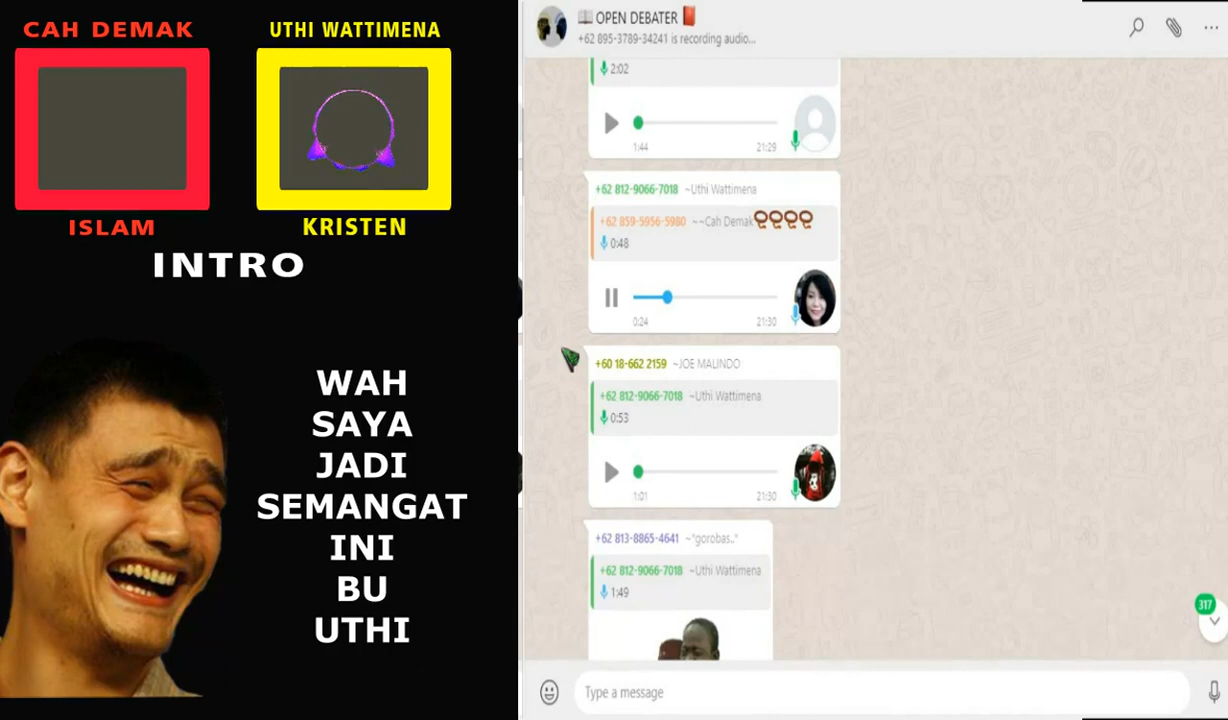 CAH DEMAK
UTHI WATTIMENA
ISLAM
KRISTEN
INTRO
WAH
SAYA
JADI
SEMANGAT
INI
BU
UTHI
OPEN DEBATER
+62 895-3789-34241 is recording audio...
2:02
1:44 21:29
+62 812-9066-7018 ~Uthi Wattimena
+62 859-5956-5980 ~~Cah Demak
0:48
0:24 21:30
+60 18-662 2159 ~JOE MALINDO
+62 812-9066-7018 ~Uthi Wattimena
0:53
1:01 21:30
+62 813-8865-4641 ~"gorobas.."
+62 812-9066-7018 ~Uthi Wattimena
1:49
317
Type a message